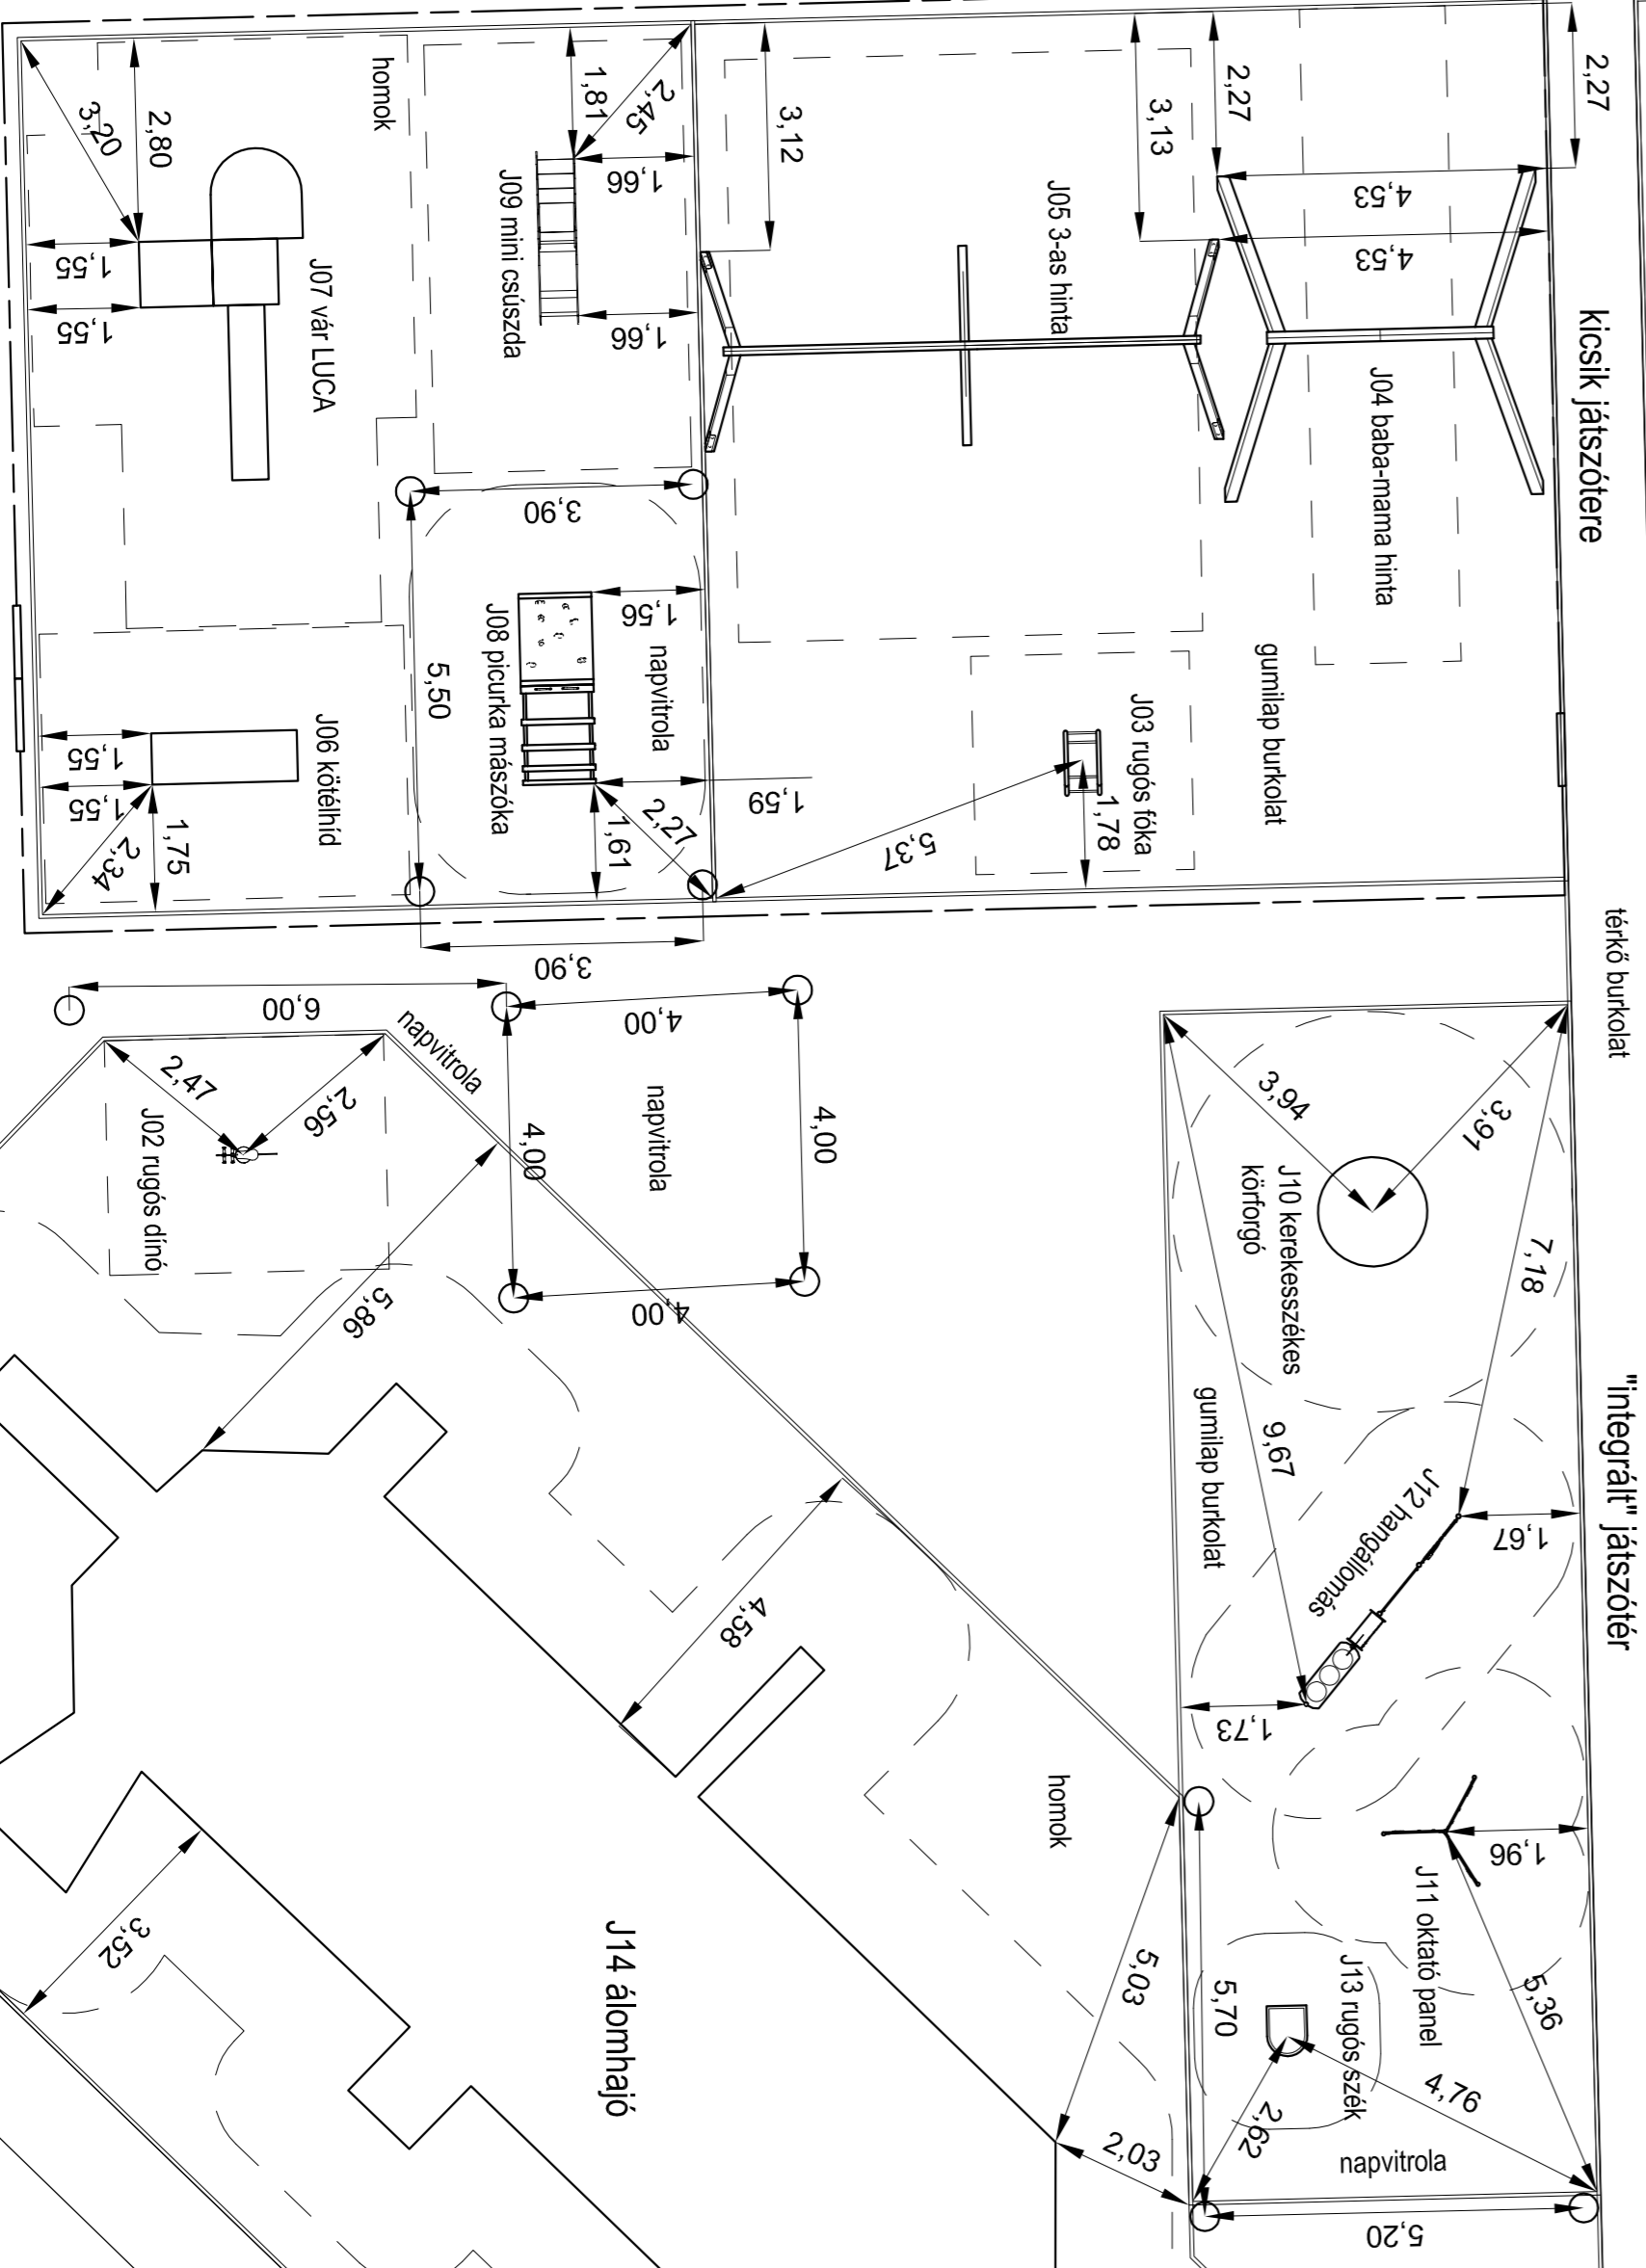 2,27
kicsik játszótere
térkő burkolat
"integrált" játszótér
4,53
4,53
2,27
3,13
J04 baba-mama hinta
gumilap burkolat
J05 3-as hinta
3,12
J03 rugós fóka
1,78
5,37
homok
1,81
2,45
1,66
1,66
J09 mini csúszda
2,80
3,20
1,55
1,55
J07 vár LUCA
3,90
1,56
napvitrola
J08 picurka mászóka
5,50
1,59
2,27
1,61
J06 kötélhíd
1,55
1,55
1,75
2,34
3,90
6,00
4,00
napvitrola
napvitrola
4,00
4,00
4,00
2,47
2,56
J02 rugós dínó
5,86
3,94
3,91
J10 kerekesszékes
körforgó
7,18
9,67
gumilap burkolat
J12 hangállomás
1,67
1,73
4,58
homok
1,96
J11 oktató panel
5,36
J13 rugós szék
4,76
2,62
napvitrola
5,70
5,03
2,03
5,20
3,52
J14 álomhajó